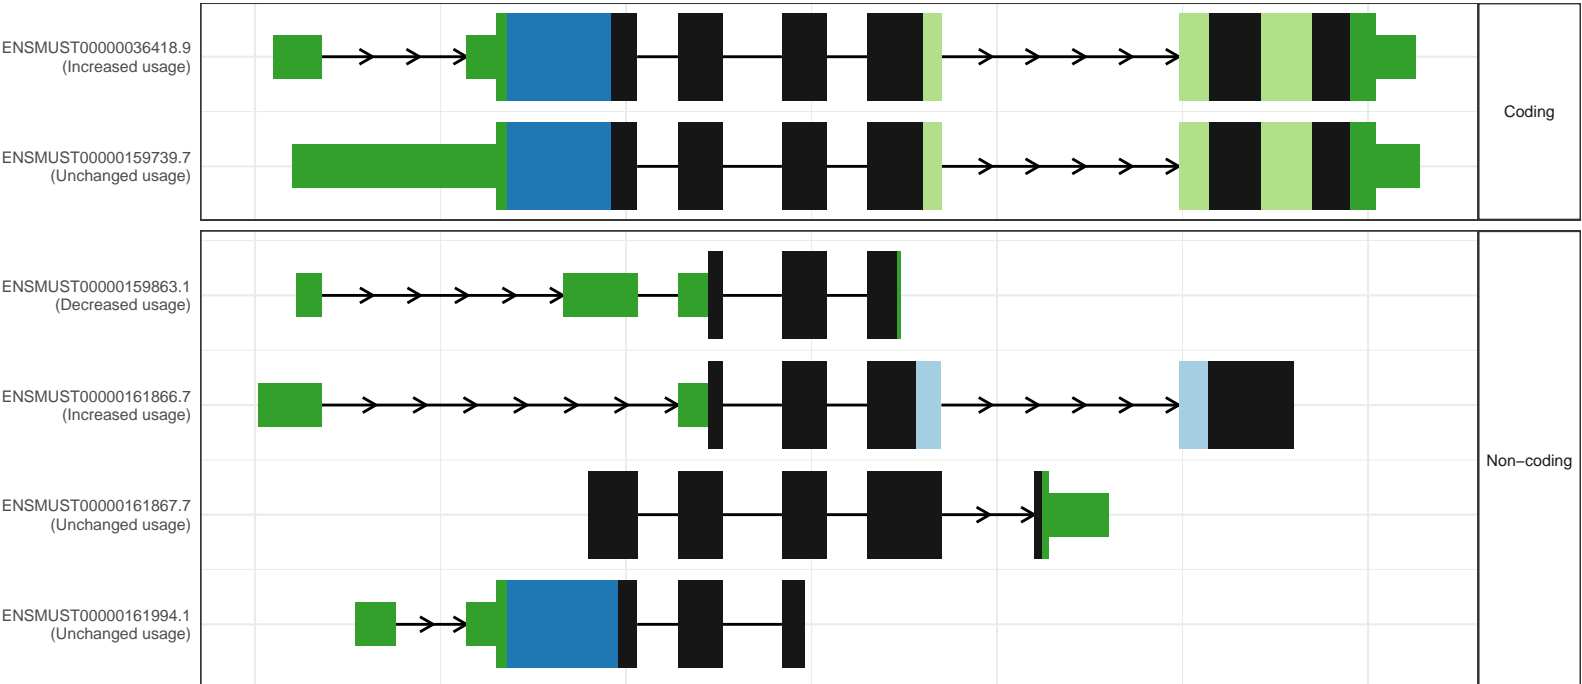 ENSMUST00000036418.9
(Increased usage)
ENSMUST00000159739.7
(Unchanged usage)
Coding
ENSMUST00000159863.1
(Decreased usage)
ENSMUST00000161866.7
(Increased usage)
ENSMUST00000161867.7
(Unchanged usage)
ENSMUST00000161994.1
(Unchanged usage)
Non−coding